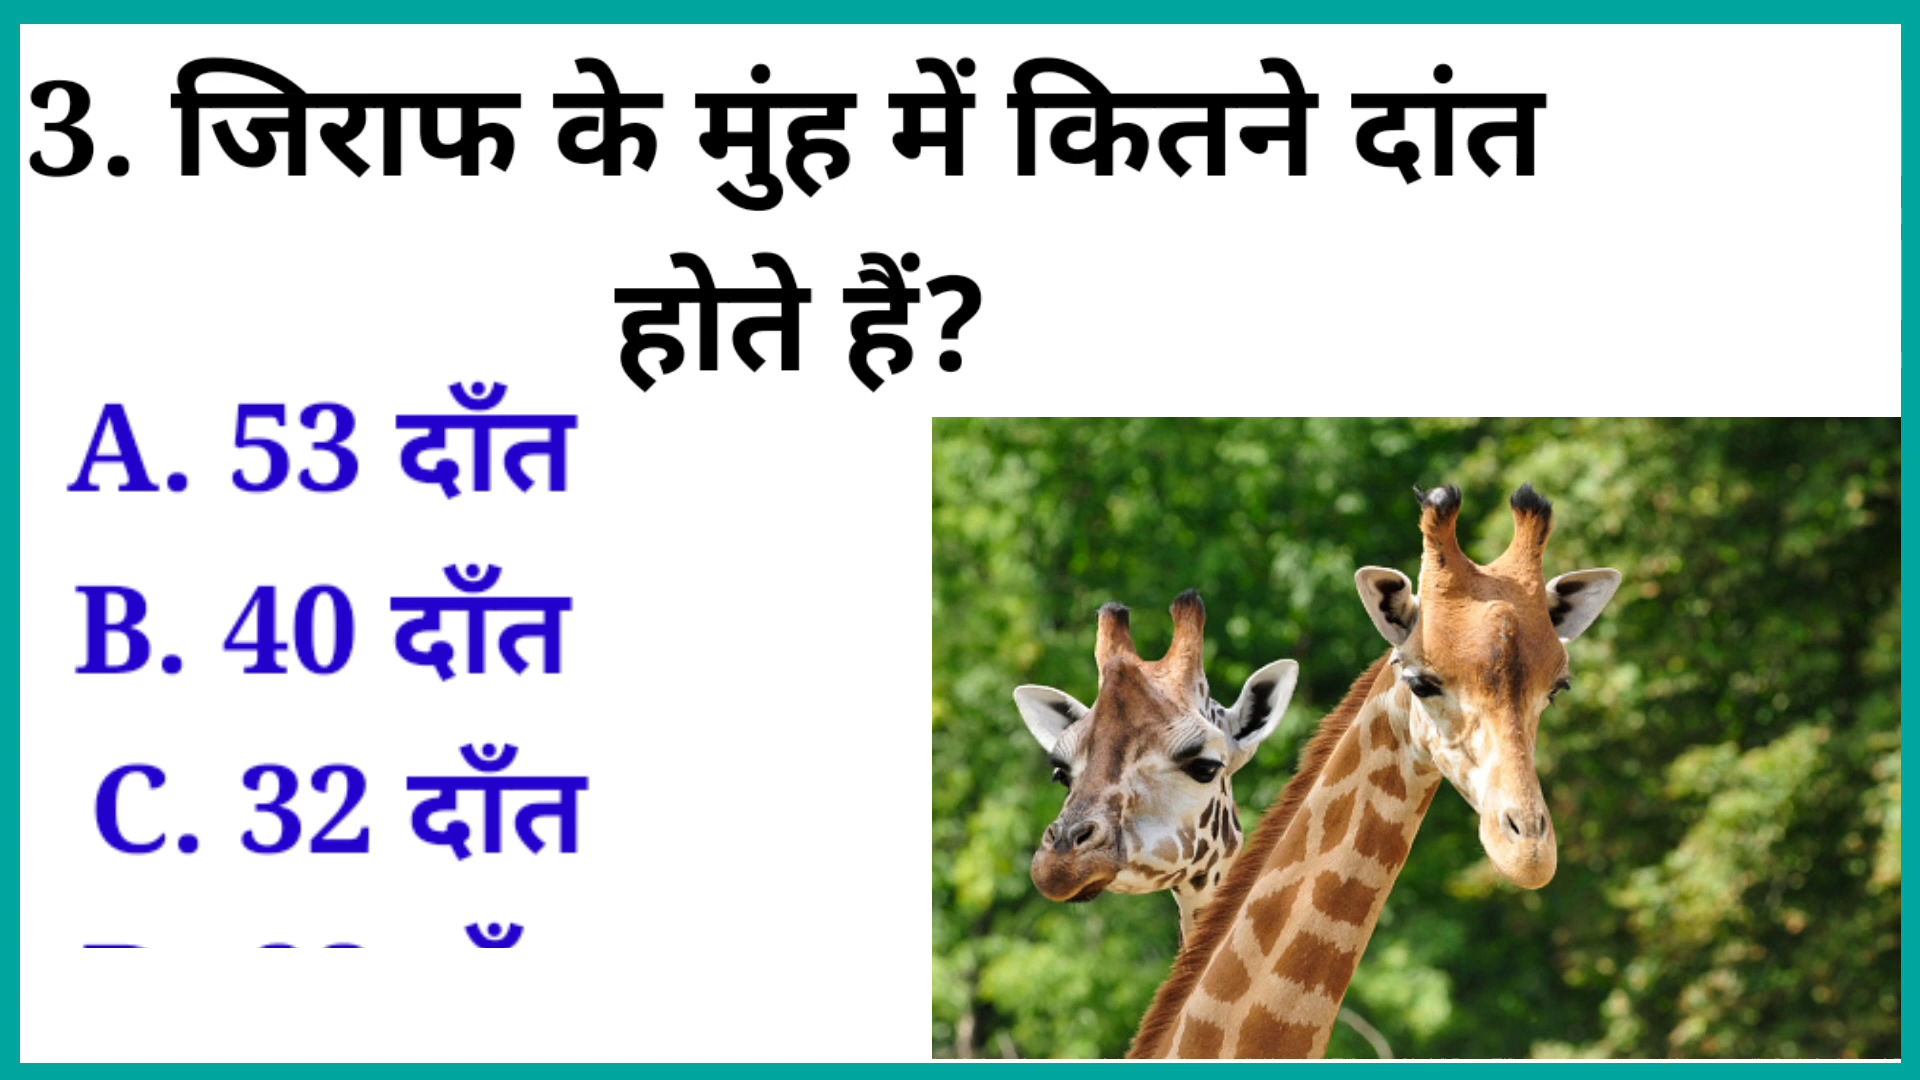 3. जिराफ के मुंह में कितने दांत
होते हैं?
A. 53 दाँत
B. 40 दाँत
C. 32 दाँत